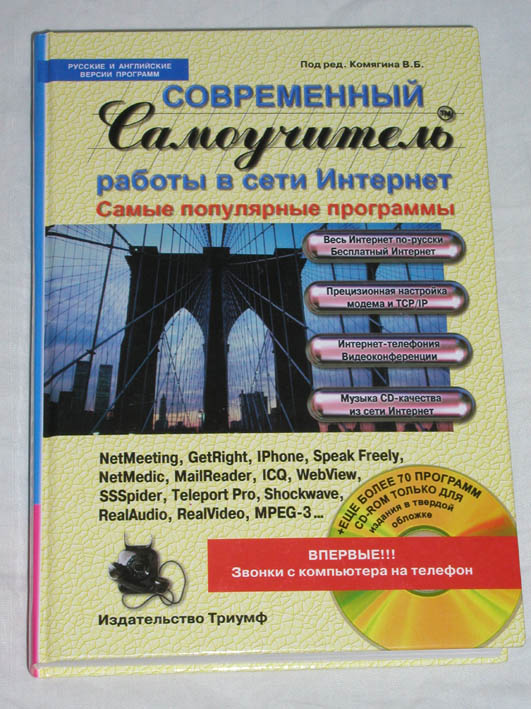 РУССКИЕ И АНГЛИЙСКИЕ
ВЕРСИИ ПРОГРАММ
Под ред. Комягина В.Б.
СОВРЕМЕННЫЙ
Самоучитель™
работы в сети Интернет
Самые популярные программы
Весь Интернет по-русски
Бесплатный Интернет
Прецизионная настройка
модема и TCP/IP
Интернет-телефония
Видеоконференции
Музыка CD-качества
из сети Интернет
NetMeeting, GetRight, IPhone, Speak Freely,
NetMedic, MailReader, ICQ, WebView,
SSSpider, Teleport Pro, Shockwave,
RealAudio, RealVideo, MPEG-3 ...
+ЕЩЕ БОЛЕЕ 70 ПРОГРАММ
CD-ROM ТОЛЬКО ДЛЯ
издания в твердой
обложке
ВПЕРВЫЕ!!!
Звонки с компьютера на телефон
Издательство Триумф